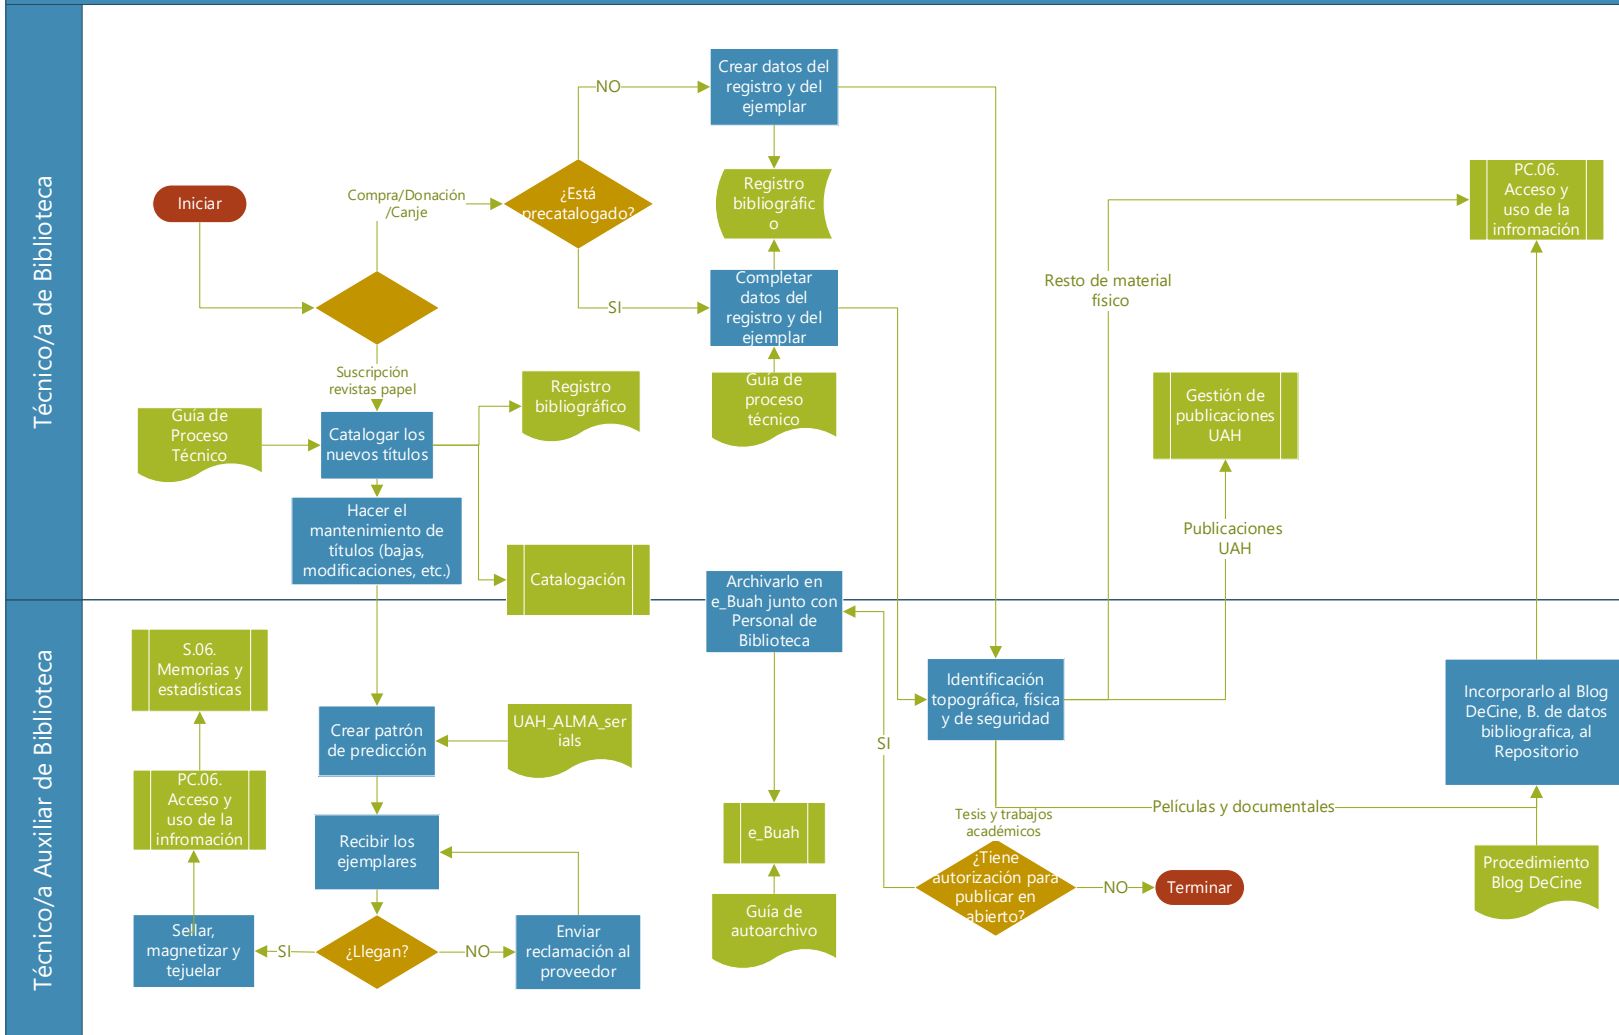 Técnico/a de Biblioteca
Iniciar
Compra/Donación
/Canje
¿Está
precatalogado?
NO
SI
Crear datos del
registro y del
ejemplar
Registro
bibliográfic
o
Completar
datos del
registro y del
ejemplar
Guía de
proceso
técnico
Suscripción
revistas papel
Guía de
Proceso
Técnico
Catalogar los
nuevos títulos
Registro
bibliográfico
Hacer el
mantenimiento de
títulos (bajas,
modificaciones, etc.)
Catalogación
PC.06.
Acceso y
uso de la
infromación
Resto de material
físico
Gestión de
publicaciones
UAH
Publicaciones
UAH
Técnico/a Auxiliar de Biblioteca
Archivarlo en
e_Buah junto con
Personal de
Biblioteca
S.06.
Memorias y
estadísticas
PC.06.
Acceso y
uso de la
infromación
Sellar,
magnetizar y
tejuelar
Crear patrón
de predicción
UAH_ALMA_ser
ials
Recibir los
ejemplares
¿Llegan?
SI
NO
Enviar
reclamación al
proveedor
e_Buah
Guía de
autoarchivo
SI
Identificación
topográfica, física
y de seguridad
Tesis y trabajos
académicos
¿Tiene
autorización para
publicar en
abierto?
NO
Terminar
Películas y documentales
Incorporarlo al Blog
DeCine, B. de datos
bibliografica, al
Repositorio
Procedimiento
Blog DeCine